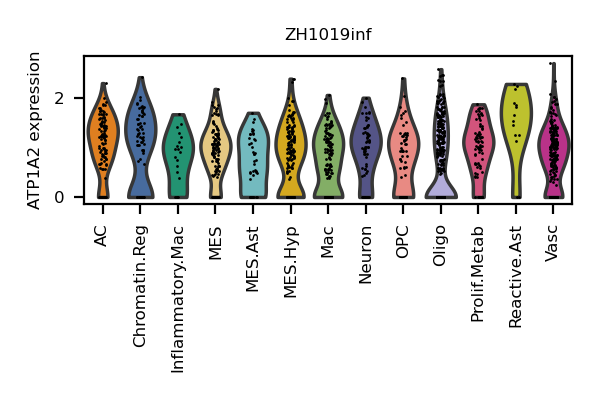 ZH1019inf
ATP1A2 expression
2
0
AC
Chromatin.Reg
Inflammatory.Mac
MES
MES.Ast
MES.Hyp
Mac
Neuron
OPC
Oligo
Prolif.Metab
Reactive.Ast
Vasc